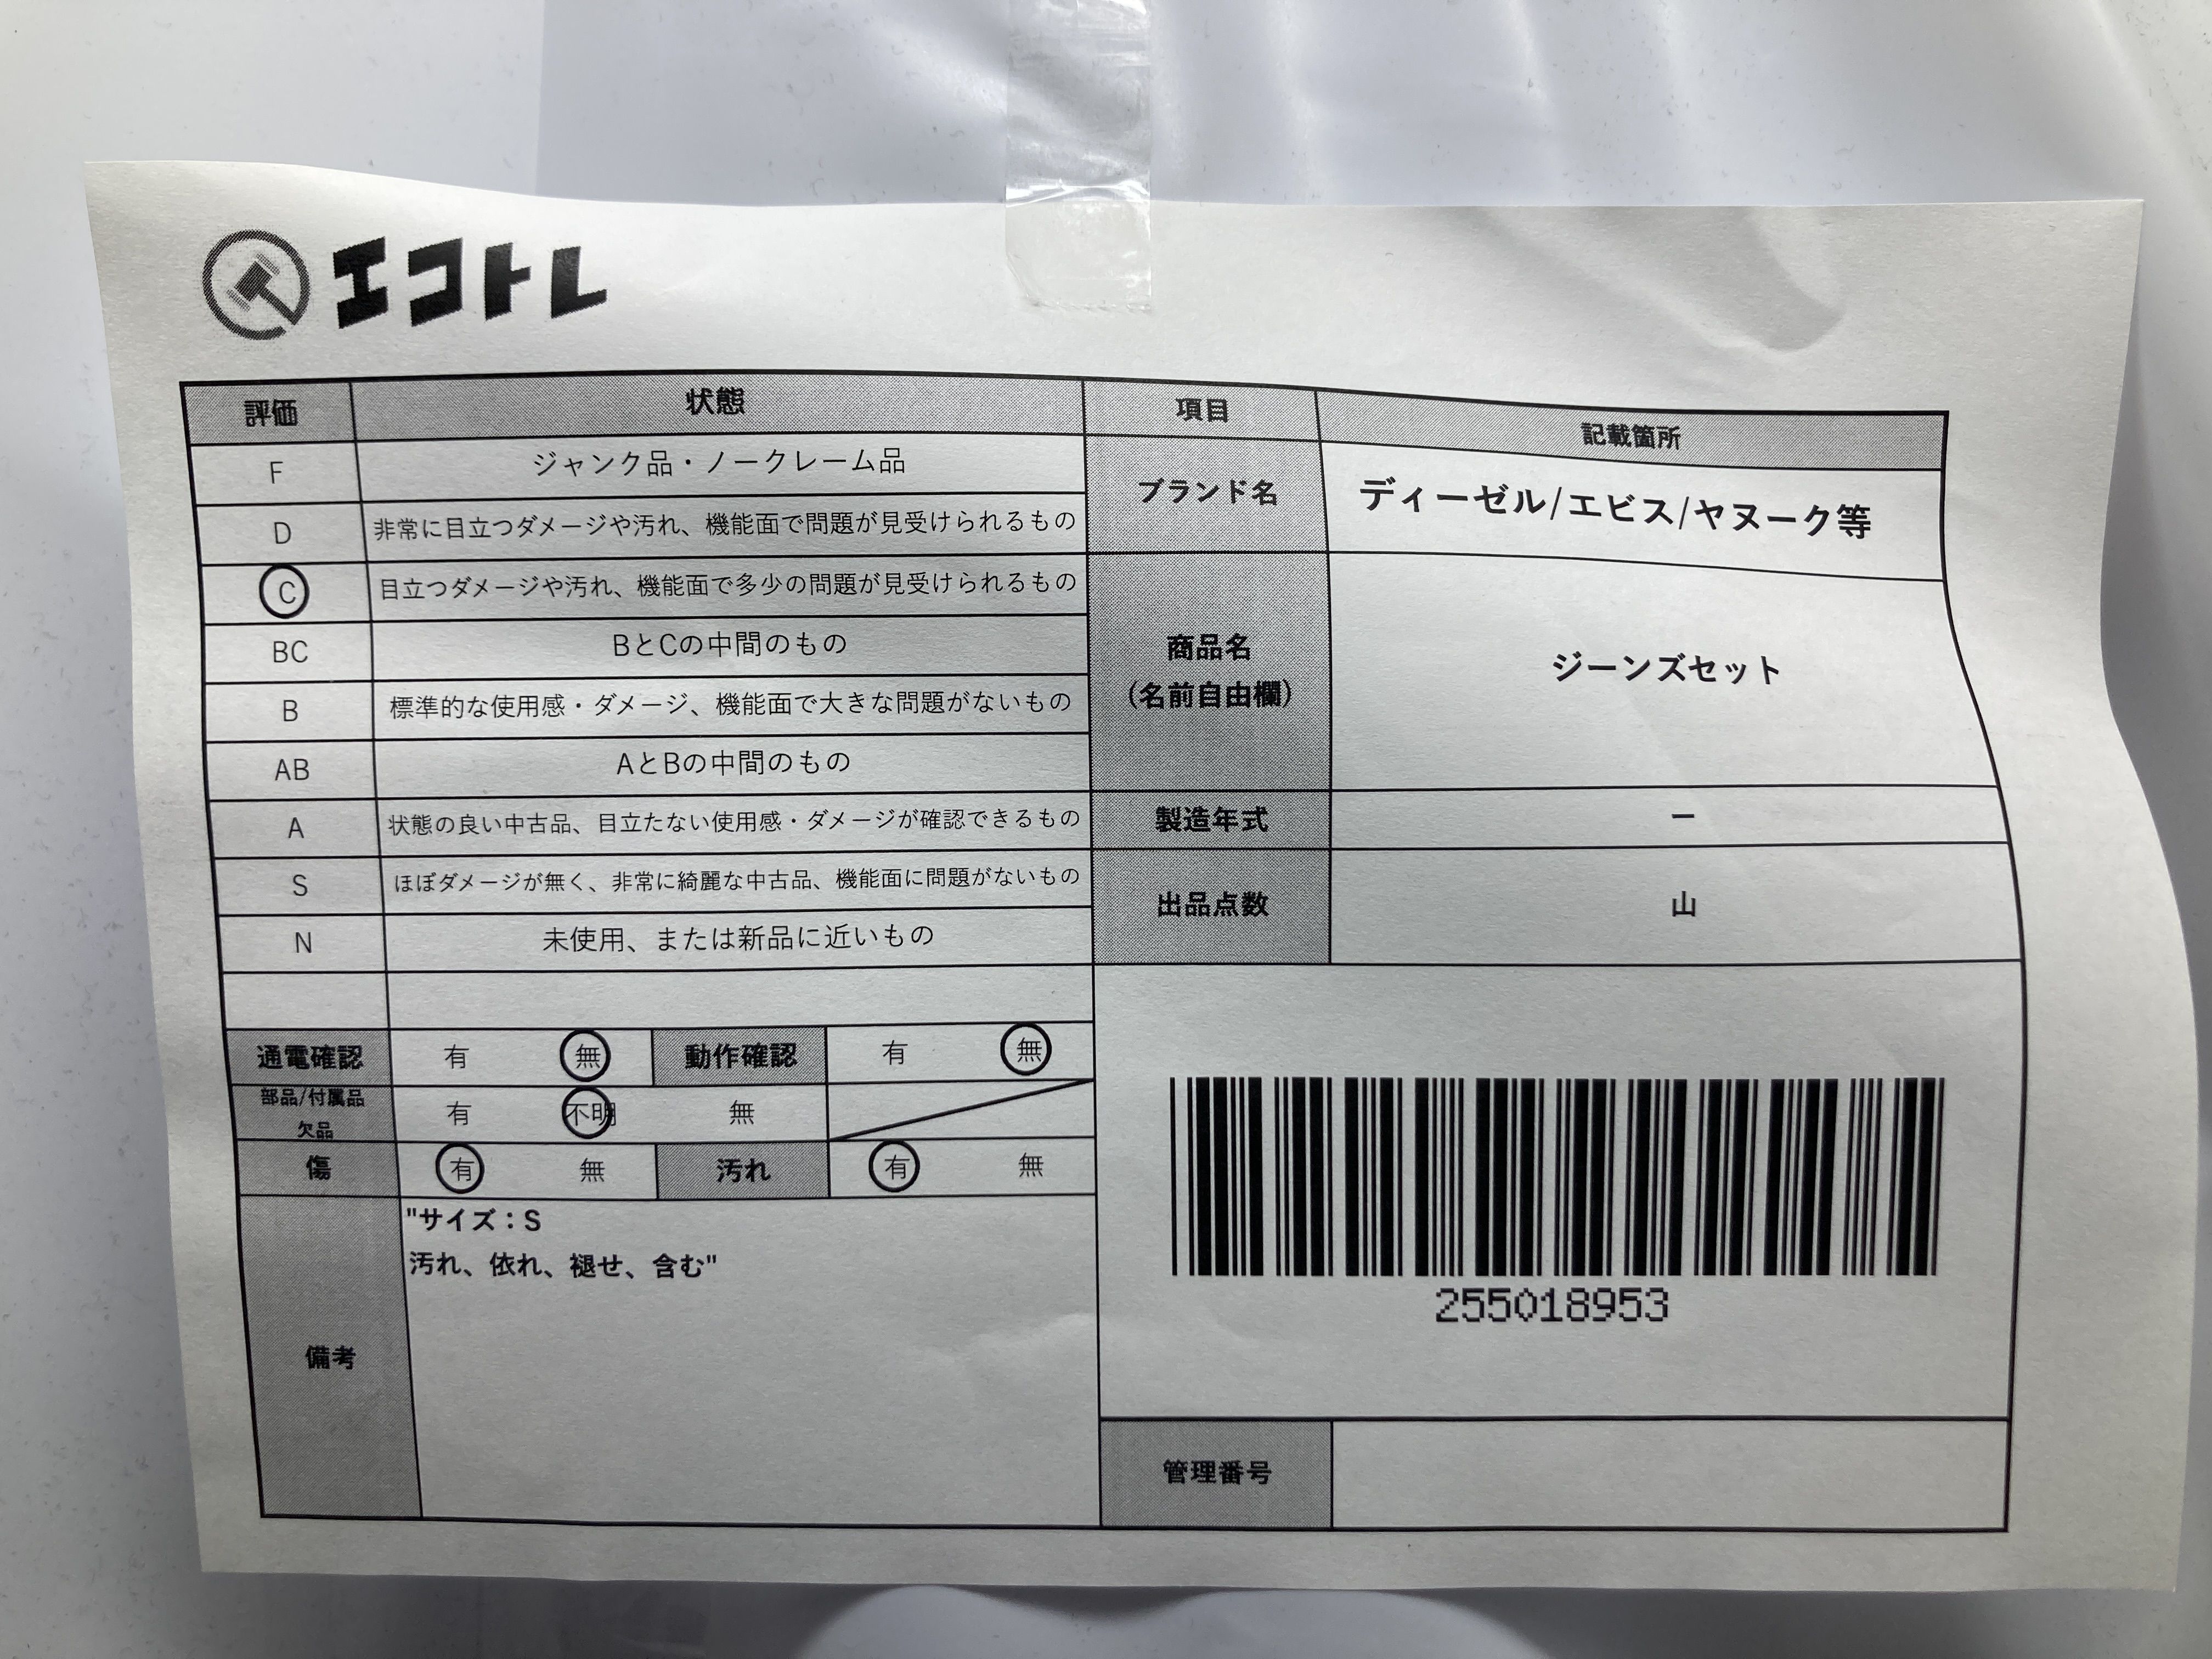 エコトレ
評価 状態
F ジャンク品・ノークレーム品
D 非常に目立つダメージや汚れ、機能面で問題が見受けられるもの
C 目立つダメージや汚れ、機能面で多少の問題が見受けられるもの
BC BとCの中間のもの
B 標準的な使用感・ダメージ、機能面で大きな問題がないもの
AB AとBの中間のもの
A 状態の良い中古品、目立たない使用感・ダメージが確認できるもの
S ほぼダメージが無く、非常に綺麗な中古品、機能面に問題がないもの
N 未使用、または新品に近いもの
通電確認 有 無 動作確認 有 無
部品/付属品
欠品 有 不明 無
傷 有 無 汚れ 有 無
備考
"サイズ：S
汚れ、依れ、褪せ、含む"
項目 記載箇所
ブランド名 ディーゼル/エビス/ヤヌーク等
商品名
（名前自由欄） ジーンズセット
製造年式 ー
出品点数 山
255018953
管理番号